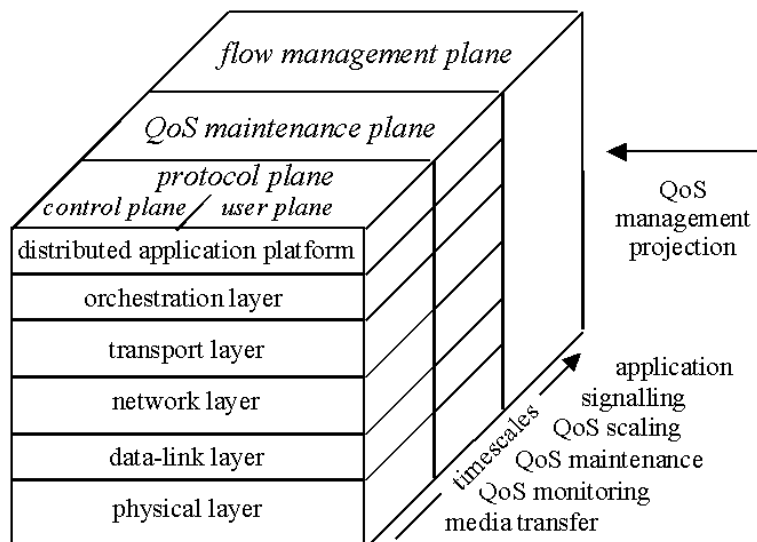 flow management plane
QoS maintenance plane
protocol plane
control plane / user plane
distributed application platform
orchestration layer
transport layer
network layer
data-link layer
physical layer
QoS
management
projection
timescales
application
signalling
QoS scaling
QoS maintenance
QoS monitoring
media transfer